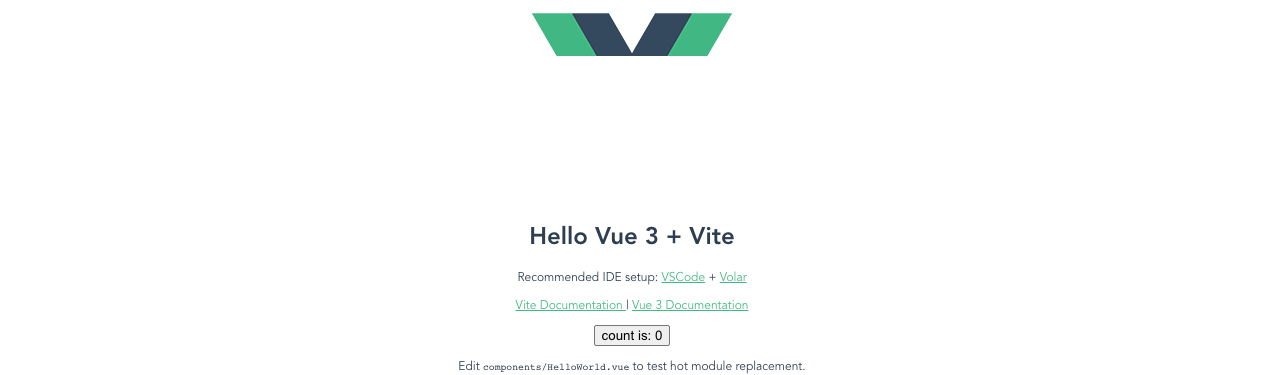 Hello Vue 3 + Vite
Recommended IDE setup: VSCode + Volar
Vite Documentation | Vue 3 Documentation
count is: 0
Edit components/HelloWorld.vue to test hot module replacement.